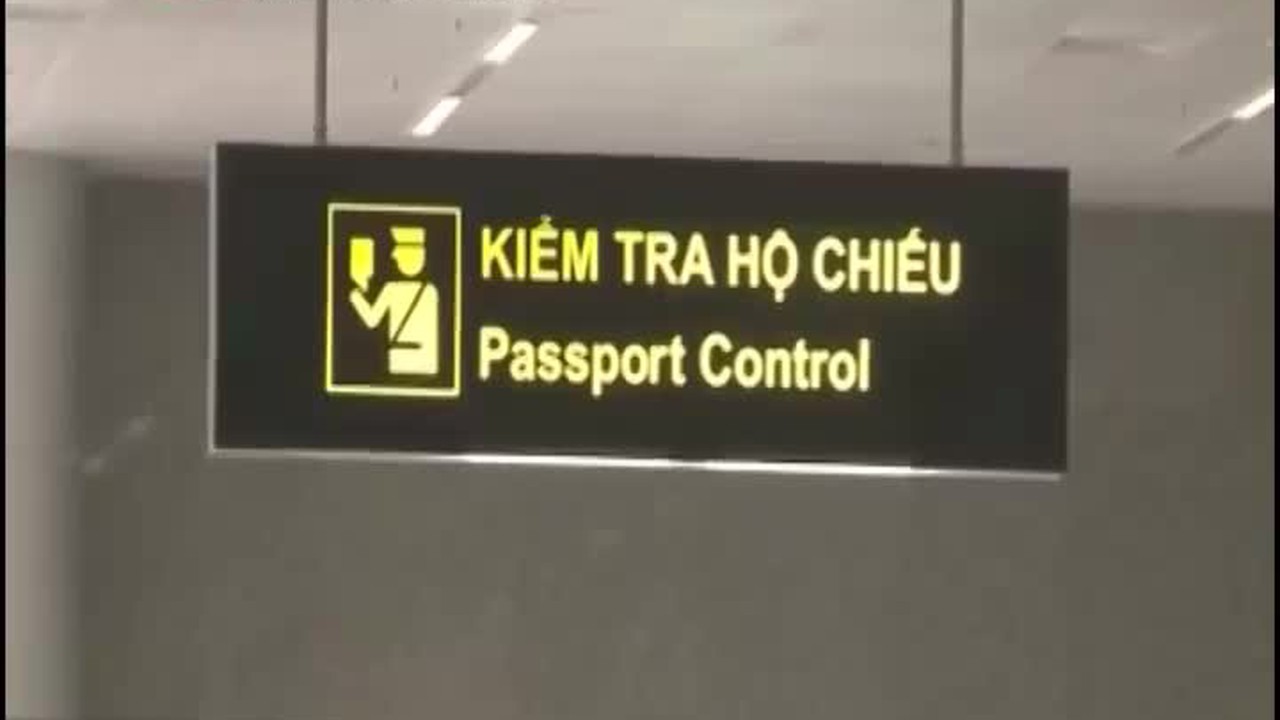 KIỂM TRA HỘ CHIẾU
Passport Control